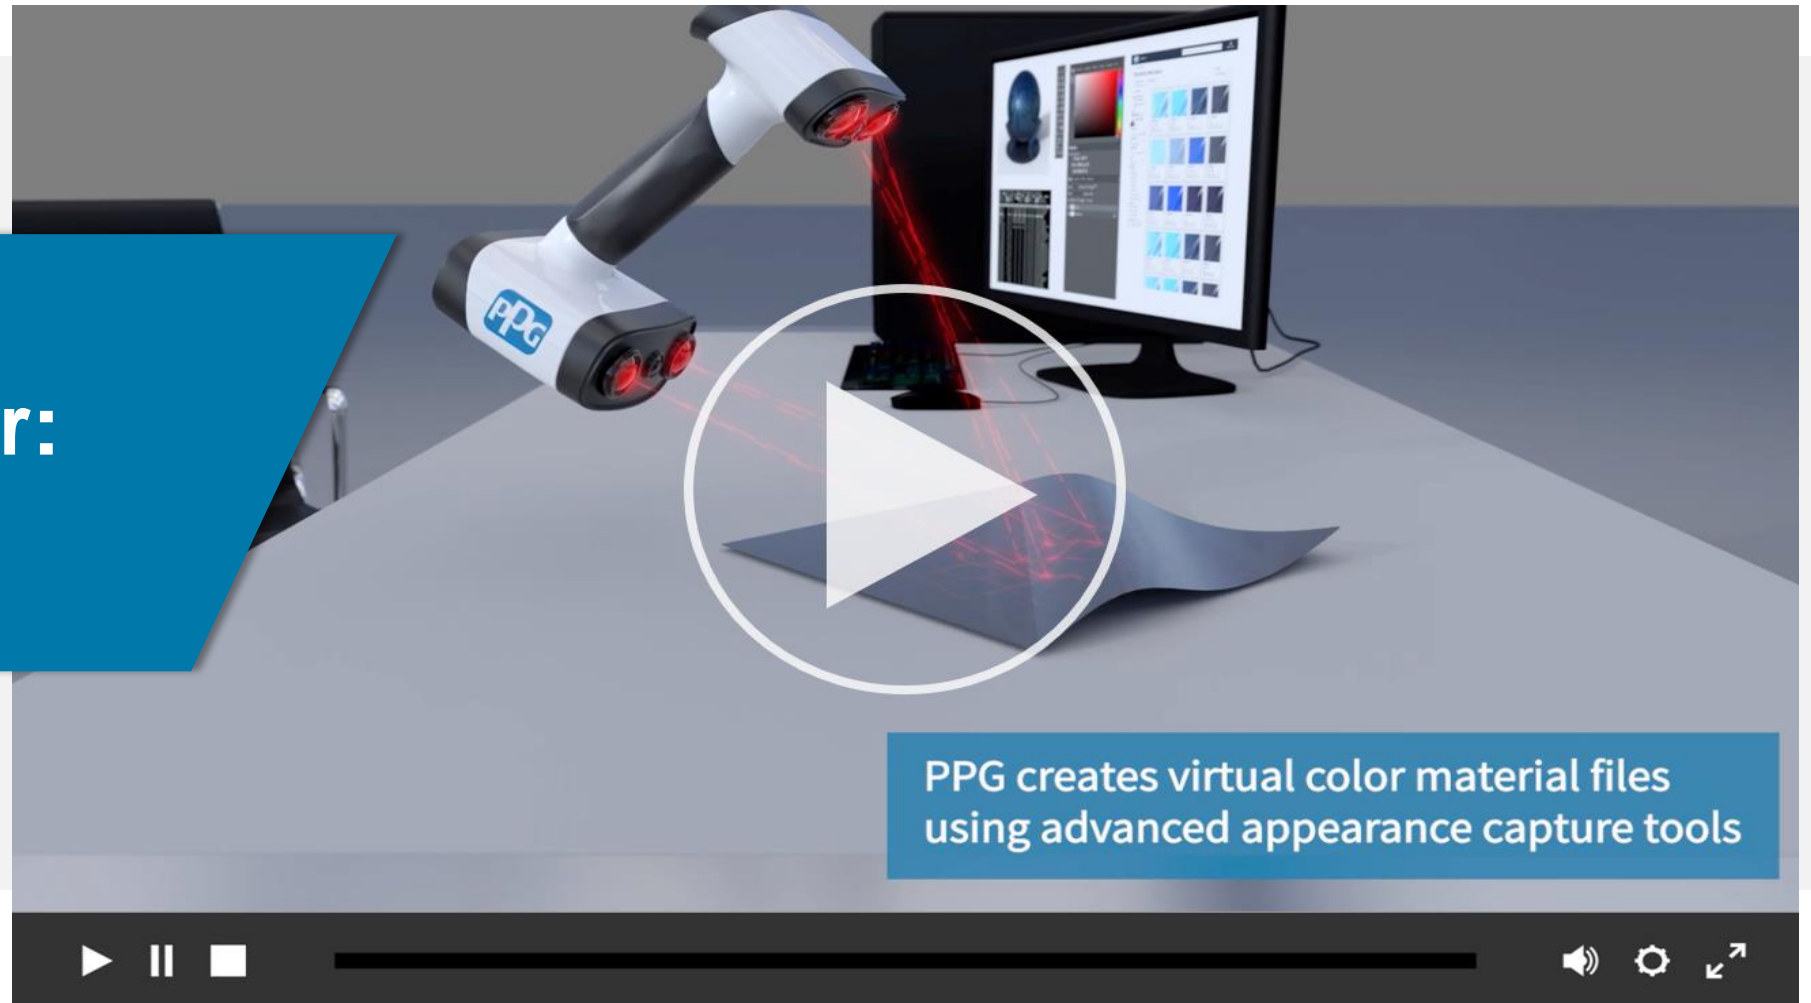 r:
PPG
PPG creates virtual color material files
using advanced appearance capture tools